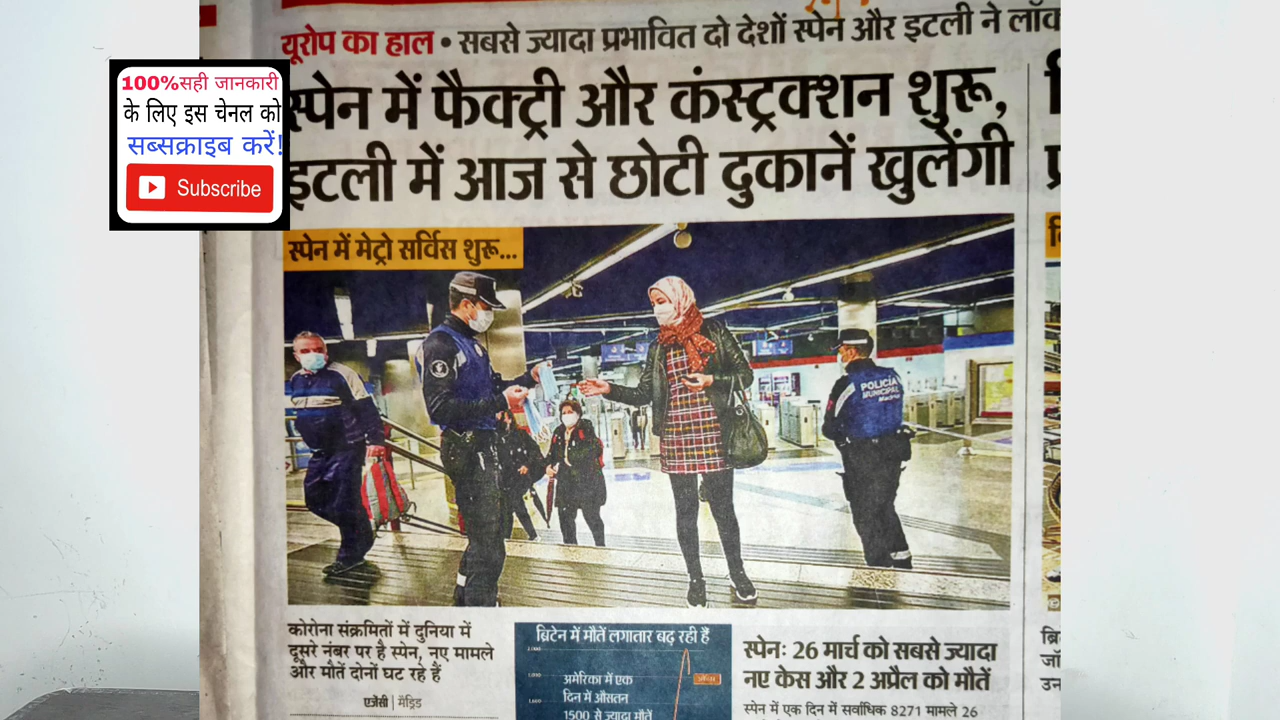 यूरोप का हाल • सबसे ज्यादा प्रभावित दो देशों स्पेन और इटली ने
स्पेन में फैक्ट्री और कंस्ट्रक्शन शुरू,
इटली में आज से छोटी दुकानें खुलेंगी
100%सही जानकारी
के लिए इस चेनल को
सब्सक्राइब करें!
Subscribe
स्पेन में मेट्रो सर्विस शुरू...
POLICÍA
MUNICIPAL
Madrid
कोरोना संक्रमितों में दुनिया में
दूसरे नंबर पर है स्पेन, नए मामले
और मौतें दोनों घट रहे हैं
एजेंसी | मैड्रिड
ब्रिटेन में मौतें लगातार बढ़ रही हैं
अमेरिका में एक
दिन में औसतन
1500 से ज्यादा मौतें
स्पेन: 26 मार्च को सबसे ज्यादा
नए केस और 2 अप्रैल को मौतें
स्पेन में एक दिन में सर्वाधिक 8271 मामले 26